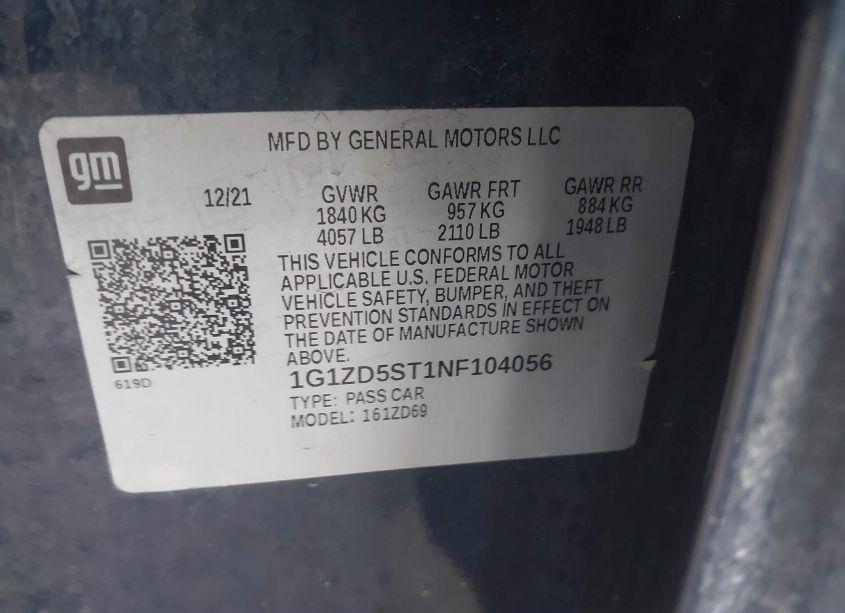 gm
MFD BY GENERAL MOTORS LLC
12/21
GVWR
1840 KG
4057 LB
GAWR FRT
957 KG
2110 LB
GAWR RR
884 KG
1948 LB
THIS VEHICLE CONFORMS TO ALL
APPLICABLE U.S. FEDERAL MOTOR
VEHICLE SAFETY, BUMPER, AND THEFT
PREVENTION STANDARDS IN EFFECT ON
THE DATE OF MANUFACTURE SHOWN
ABOVE.
619D
1G1ZD5ST1NF104056
TYPE: PASS CAR
MODEL: 161ZD69